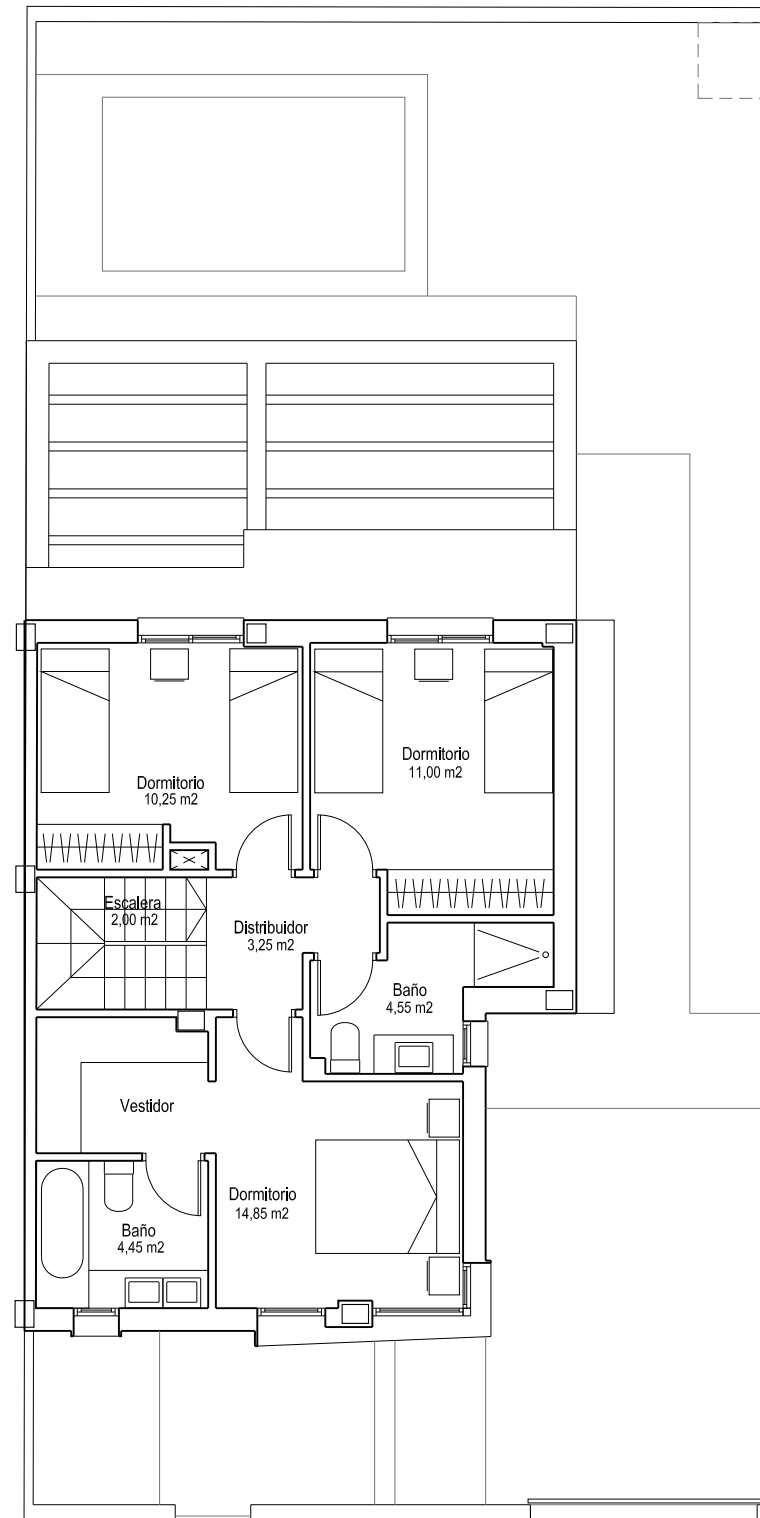 Dormitorio
11,00 m2
Dormitorio
10,25 m2
Escalera
2,00 m2
Distribuidor
3,25 m2
Baño
4,55 m2
Vestidor
Dormitorio
14,85 m2
Baño
4,45 m2